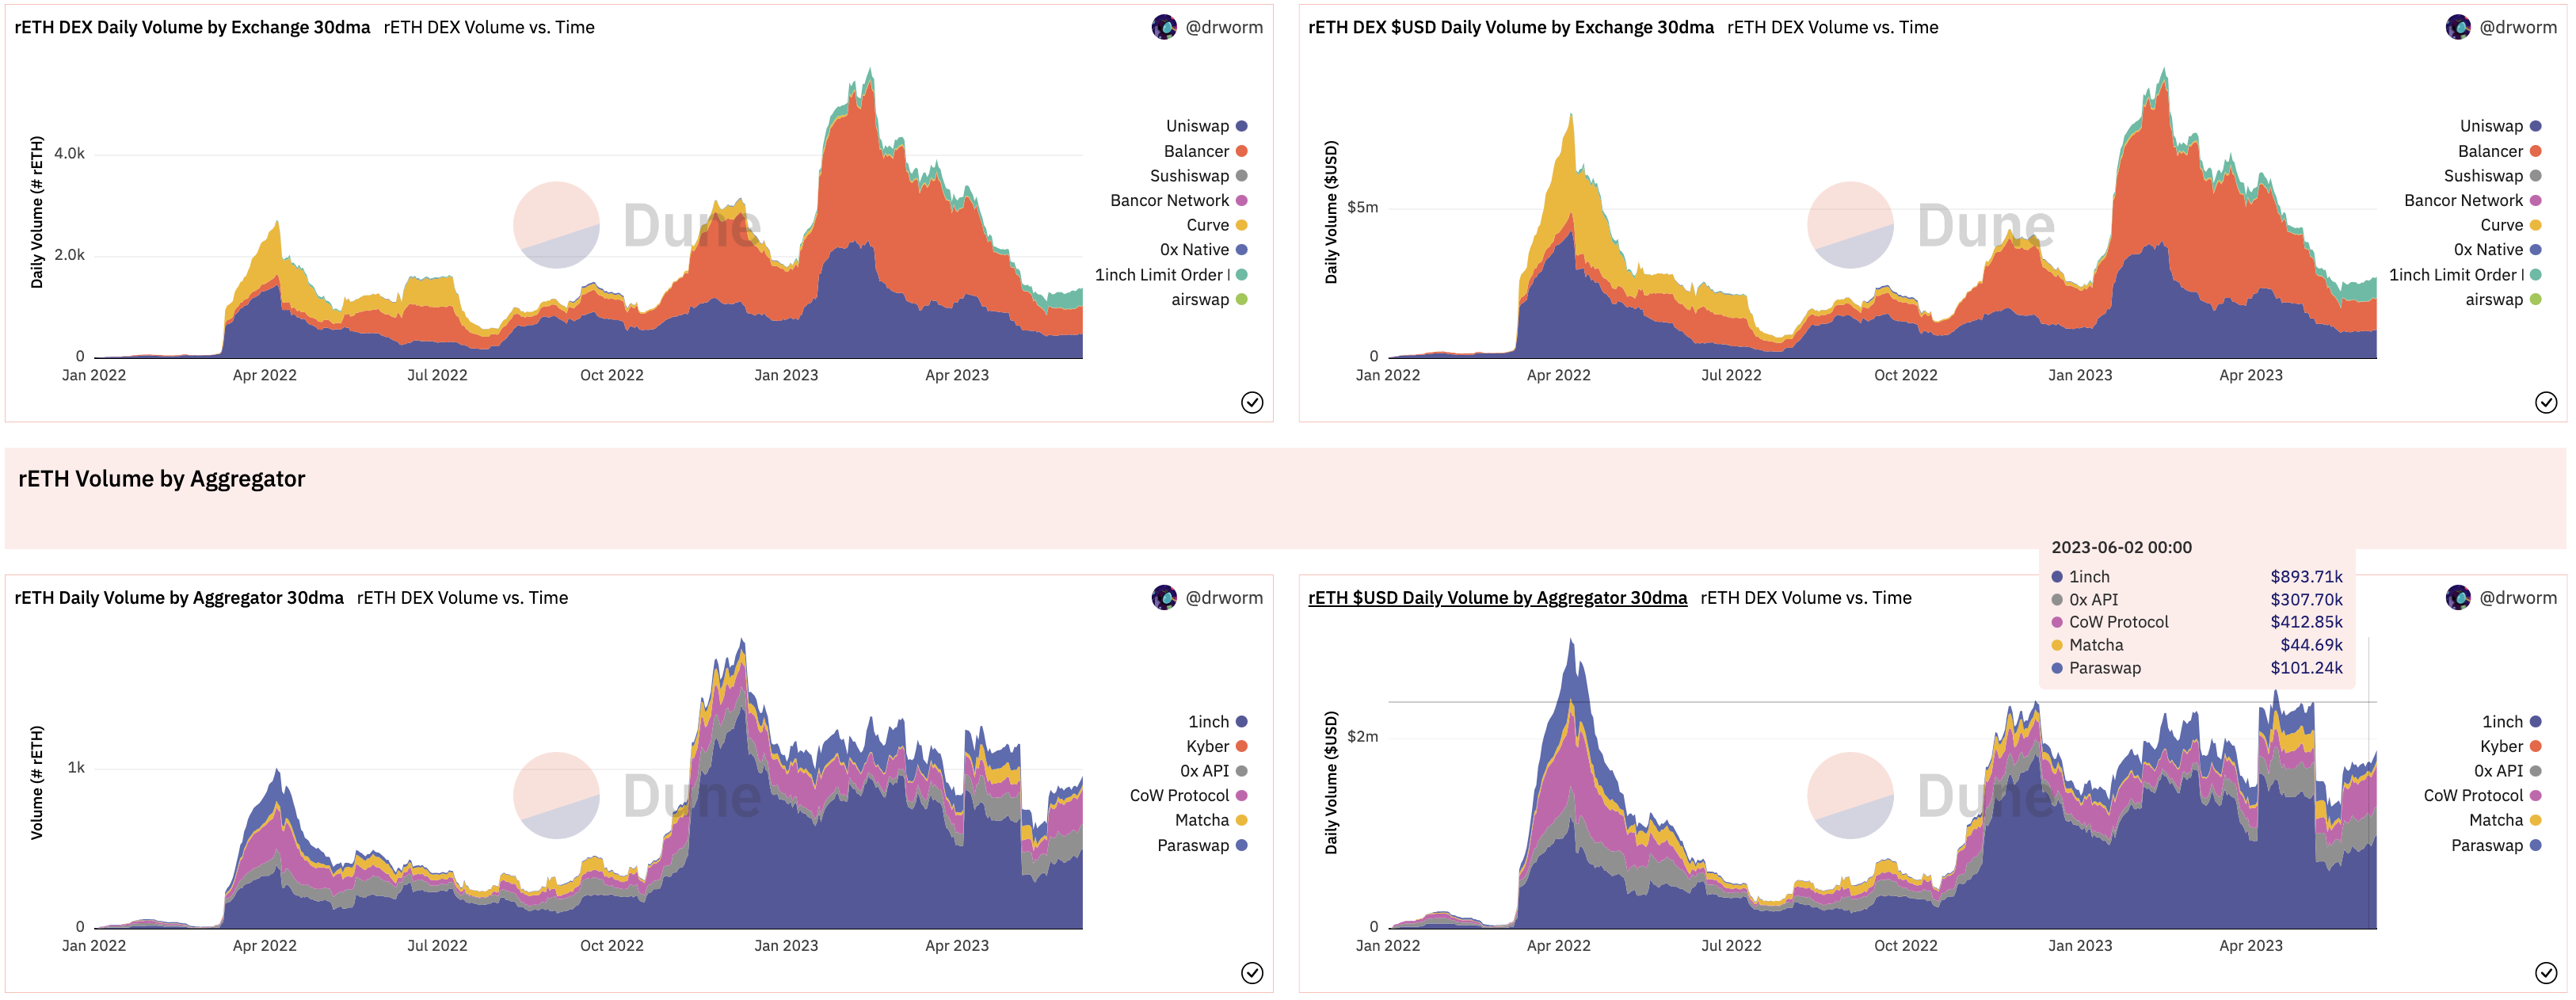 rETH DEX Daily Volume by Exchange 30dma rETH DEX Volume vs. Time
@drworm
Daily Volume (# rETH)
4.0k
2.0k
0
Jan 2022
Apr 2022
Jul 2022
Oct 2022
Jan 2023
Apr 2023
Dune
Uniswap
Balancer
Sushiswap
Bancor Network
Curve
0x Native
1inch Limit Order
airswap
rETH DEX $USD Daily Volume by Exchange 30dma rETH DEX Volume vs. Time
@drworm
Daily Volume ($USD)
$5m
0
Jan 2022
Apr 2022
Jul 2022
Oct 2022
Jan 2023
Apr 2023
Dune
Uniswap
Balancer
Sushiswap
Bancor Network
Curve
0x Native
1inch Limit Order
airswap
rETH Volume by Aggregator
rETH Daily Volume by Aggregator 30dma rETH DEX Volume vs. Time
@drworm
Volume (# rETH)
1k
0
Jan 2022
Apr 2022
Jul 2022
Oct 2022
Jan 2023
Apr 2023
Dune
1inch
Kyber
0x API
CoW Protocol
Matcha
Paraswap
rETH $USD Daily Volume by Aggregator 30dma rETH DEX Volume vs. Time
@drworm
2023-06-02 00:00
1inch $893.71k
0x API $307.70k
CoW Protocol $412.85k
Matcha $44.69k
Paraswap $101.24k
Daily Volume ($USD)
$2m
0
Jan 2022
Apr 2022
Jul 2022
Oct 2022
Jan 2023
Apr 2023
Dune
1inch
Kyber
0x API
CoW Protocol
Matcha
Paraswap